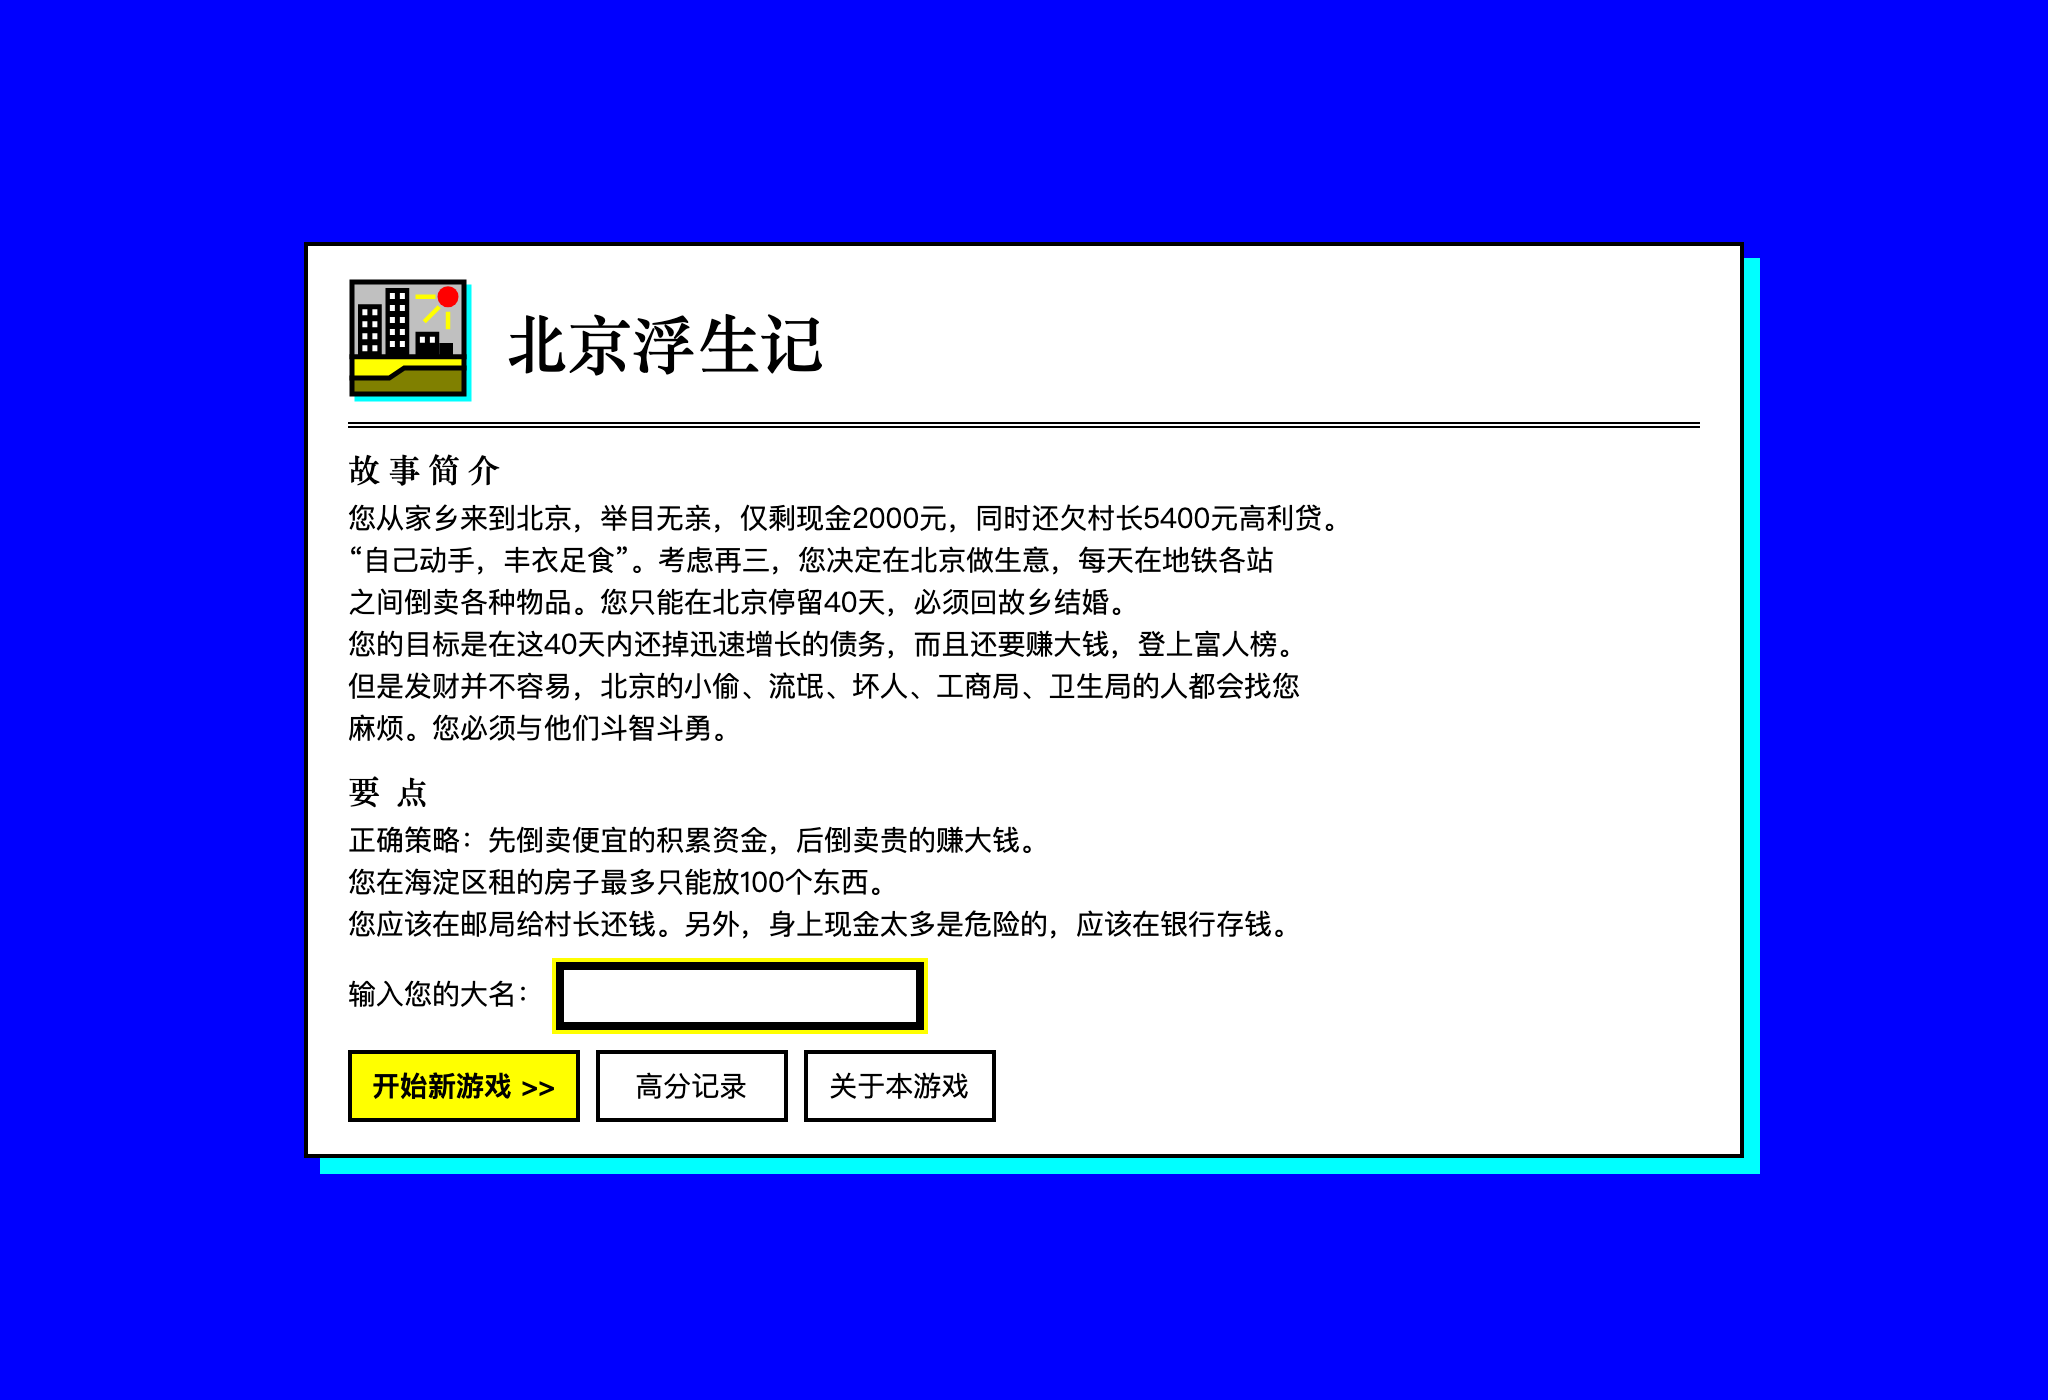 北京浮生记
故事简介
您从家乡来到北京，举目无亲，仅剩现金2000元，同时还欠村长5400元高利贷。
“自己动手，丰衣足食”。考虑再三，您决定在北京做生意，每天在地铁各站
之间倒卖各种物品。您只能在北京停留40天，必须回故乡结婚。
您的目标是在这40天内还掉迅速增长的债务，而且还要赚大钱，登上富人榜。
但是发财并不容易，北京的小偷、流氓、坏人、工商局、卫生局的人都会找您
麻烦。您必须与他们斗智斗勇。
要 点
正确策略：先倒卖便宜的积累资金，后倒卖贵的赚大钱。
您在海淀区租的房子最多只能放100个东西。
您应该在邮局给村长还钱。另外，身上现金太多是危险的，应该在银行存钱。
输入您的大名：
开始新游戏 >>
高分记录
关于本游戏